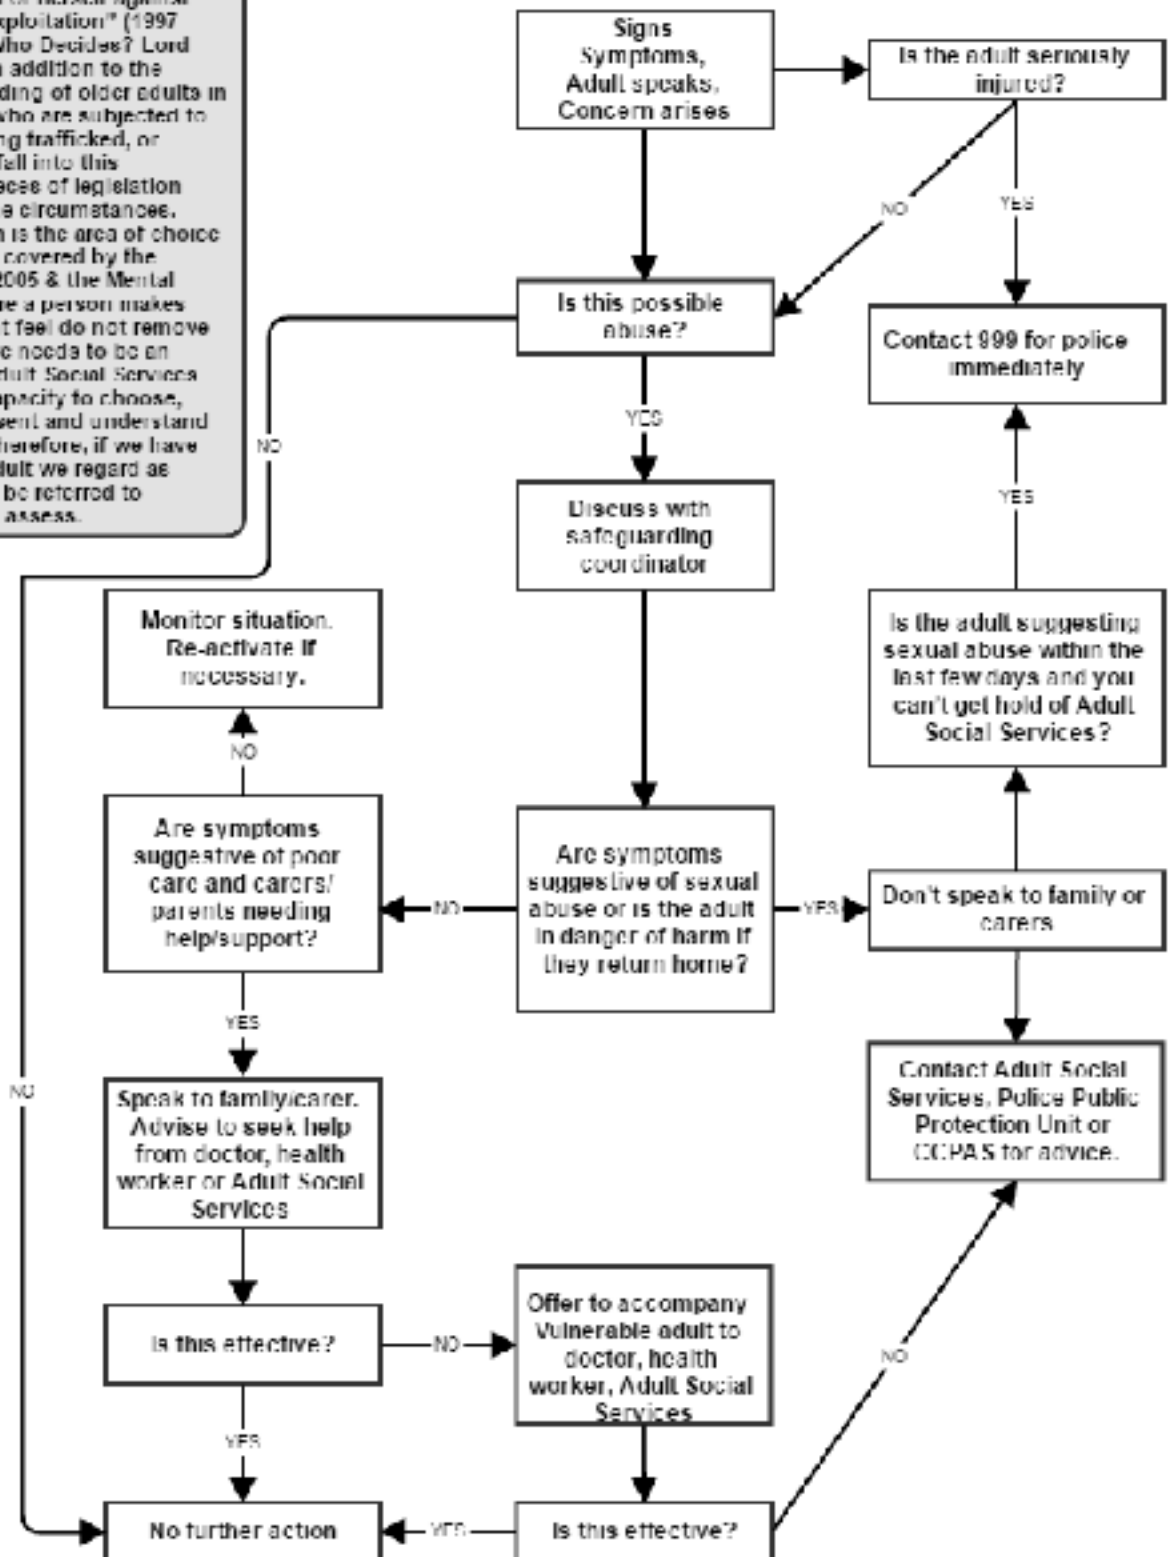 xploitation" (1997
Who Decides? Lord
addition to the
ding of older adults in
who are subjected to
ng trafficked, or
fall into this
eces of legislation
e circumstances.
n is the area of choice
covered by the
2005 & the Mental
re a person makes
t feel do not remove
e needs to be an
dult Social Services
apacity to choose,
sent and understand
herefore, if we have
dult we regard as
be referred to
assess.
Signs
Symptoms,
Adult speaks,
Concern arises
Is the adult seriously
injured?
NO
YES
Is this possible
abuse?
Contact 999 for police
immediately
NO
YES
YES
Discuss with
safeguarding
coordinator
Monitor situation.
Re-activate if
necessary.
Is the adult suggesting
sexual abuse within the
last few days and you
can't get hold of Adult
Social Services?
NO
Are symptoms
suggestive of poor
care and carers/
parents needing
help/support?
NO
Are symptoms
suggestive of sexual
abuse or is the adult
in danger of harm if
they return home?
YES
Don't speak to family or
carers
YES
NO
Speak to family/carer.
Advise to seek help
from doctor, health
worker or Adult Social
Services
Contact Adult Social
Services, Police Public
Protection Unit or
CCPAS for advice.
Is this effective?
NO
Offer to accompany
Vulnerable adult to
doctor, health
worker, Adult Social
Services
NO
YES
No further action
YES
Is this effective?